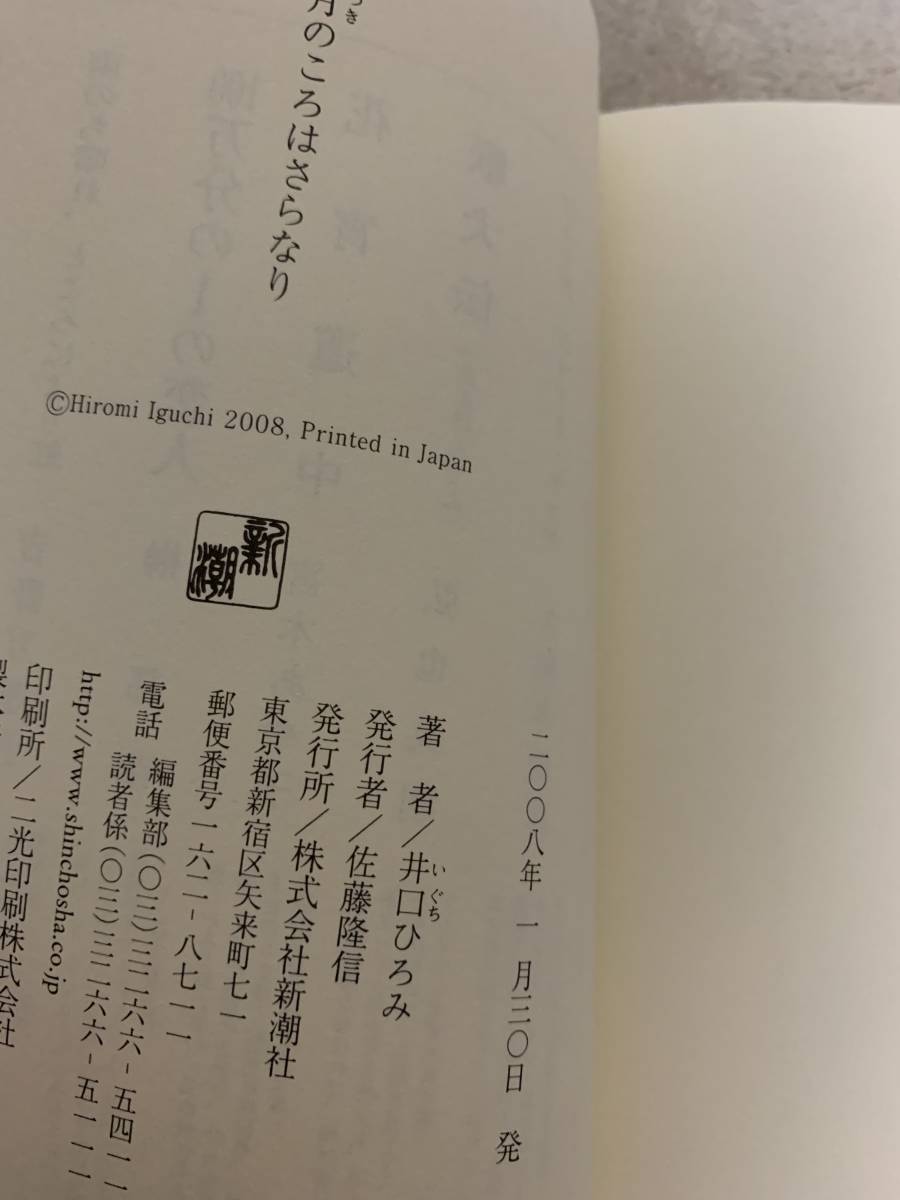 つき
月のころはさらなり
©Hiromi Iguchi 2008, Printed in Japan
新潮
二〇〇八年 一 月三〇日 発
著 者／井口ひろみ
いぐち
発行者／佐藤隆信
発行所／株式会社新潮社
東京都新宿区矢来町七一
郵便番号一六二-八七一一
電話 編集部(〇三)三二六六-五四一一
読者係(〇三)三二六六-五一一一
http://www.shinchosha.co.jp
印刷所／二光印刷株式会社